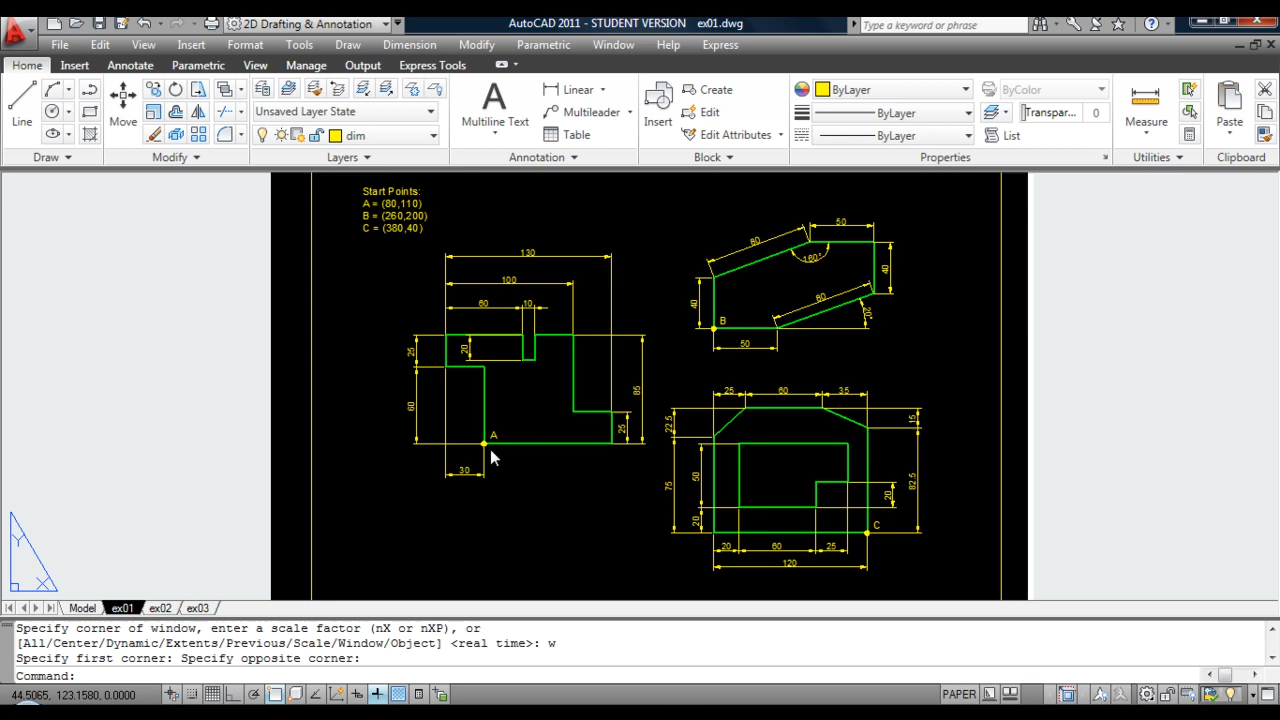 2D Drafting & Annotation
AutoCAD 2011 - STUDENT VERSION ex01.dwg
Type a keyword or phrase
File Edit View Insert Format Tools Draw Dimension Modify Parametric Window Help Express
Home Insert Annotate Parametric View Manage Output Express Tools
Line
Move
Unsaved Layer State
dim
Multiline Text
Linear
Multileader
Table
Insert
Create
Edit
Edit Attributes
ByLayer
ByLayer
ByLayer
ByColor
Transpar... 0
List
Measure
Paste
Draw Modify Layers Annotation Block Properties Utilities Clipboard
Start Points:
A = (80,110)
B = (260,200)
C = (380,40)
130
100
60 10
25
20
60
85
25
A
30
50
80
160°
40
40
80
20°
B
50
25 60 35
22.5
15
50
75
82.5
20
20
C
20 60 25
120
Y
X
Model ex01 ex02 ex03
Specify corner of window, enter a scale factor (nX or nXP), or
[All/Center/Dynamic/Extents/Previous/Scale/Window/Object] <real time>: w
Specify first corner: Specify opposite corner:
Command:
44.5065, 123.1580, 0.0000
PAPER